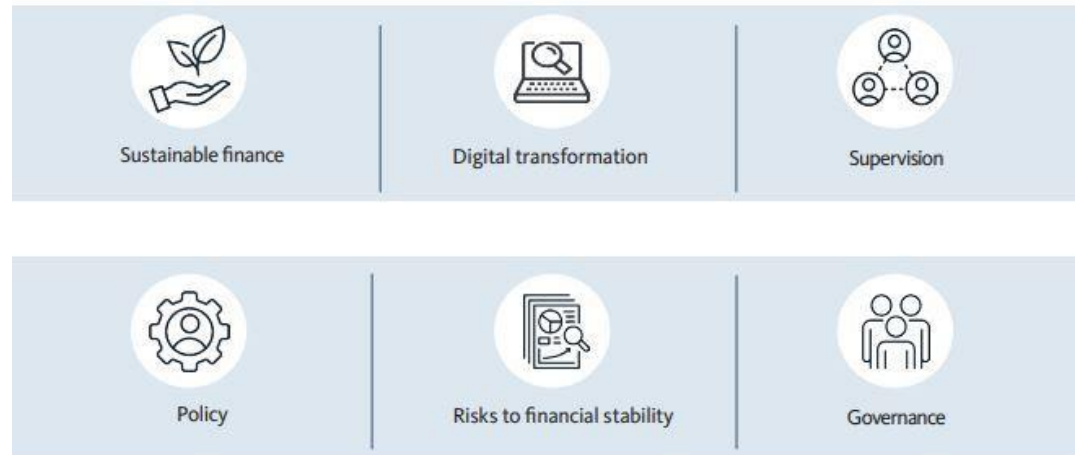 Sustainable finance
Digital transformation
Supervision
Policy
Risks to financial stability
Governance